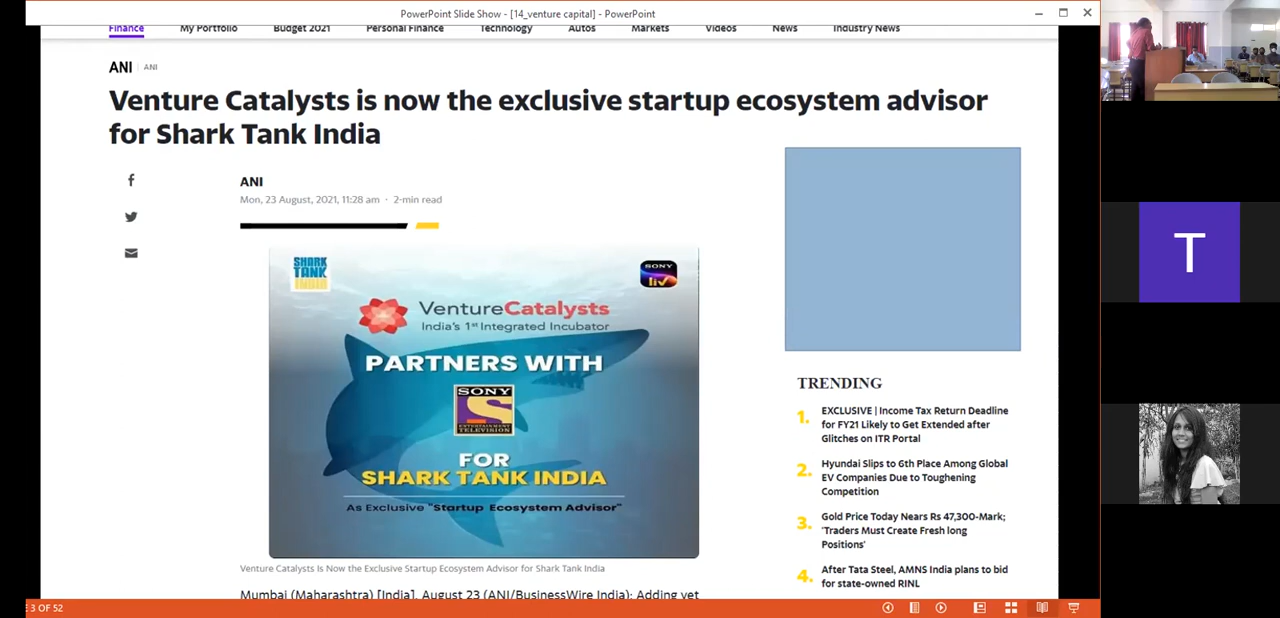 PowerPoint Slide Show - [14_venture capital] - PowerPoint
Finance My Portfolio Budget 2021 Personal Finance Technology Autos Markets Videos News Industry News
ANI ANI
Venture Catalysts is now the exclusive startup ecosystem advisor
for Shark Tank India
ANI
Mon, 23 August, 2021, 11:28 am · 2-min read
SHARK
TANK
INDIA
SONY
liv
VentureCatalysts
India's 1st Integrated Incubator
PARTNERS WITH
SONY
S
ENTERTAINMENT
TELEVISION
FOR
SHARK TANK INDIA
As Exclusive "Startup Ecosystem Advisor"
Venture Catalysts Is Now the Exclusive Startup Ecosystem Advisor for Shark Tank India
Mumbai (Maharashtra) [India], August 23 (ANI/BusinessWire India): Adding yet
TRENDING
1. EXCLUSIVE | Income Tax Return Deadline
for FY21 Likely to Get Extended after
Glitches on ITR Portal
2. Hyundai Slips to 6th Place Among Global
EV Companies Due to Toughening
Competition
3. Gold Price Today Nears Rs 47,300-Mark;
'Traders Must Create Fresh long
Positions'
4. After Tata Steel, AMNS India plans to bid
for state-owned RINL
3 OF 52
T